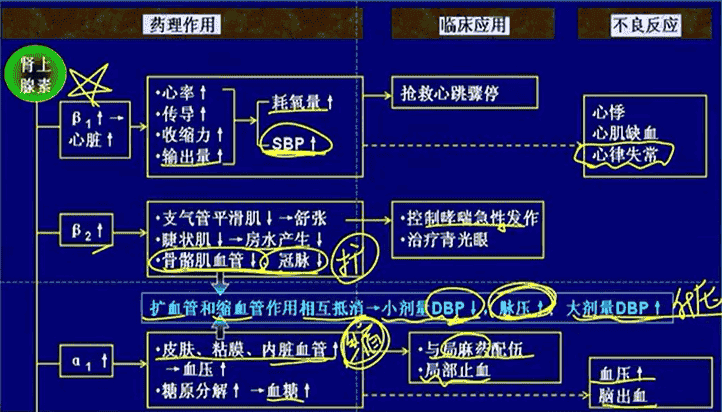 药理作用
临床应用
不良反应
肾上
腺素
β₁↑→
心脏↑
·心率↑
·传导↑
·收缩力↑
·输出量↑
·耗氧量↑
·SBP↑
抢救心跳骤停
心悸
心肌缺血
心律失常
β₂
·支气管平滑肌↓→舒张
·睫状肌↓→房水产生↓
·骨骼肌血管↓、冠脉↓
扩
·控制哮喘急性发作
·治疗青光眼
扩血管和缩血管作用相互抵消→小剂量DBP↓,脉压↑、大剂量DBP↑
α₁↑
·皮肤、粘膜、内脏血管↑
→血压↑
·糖原分解↑→血糖↑
缩
·与局麻药配伍
·局部止血
血压↑
脑出血